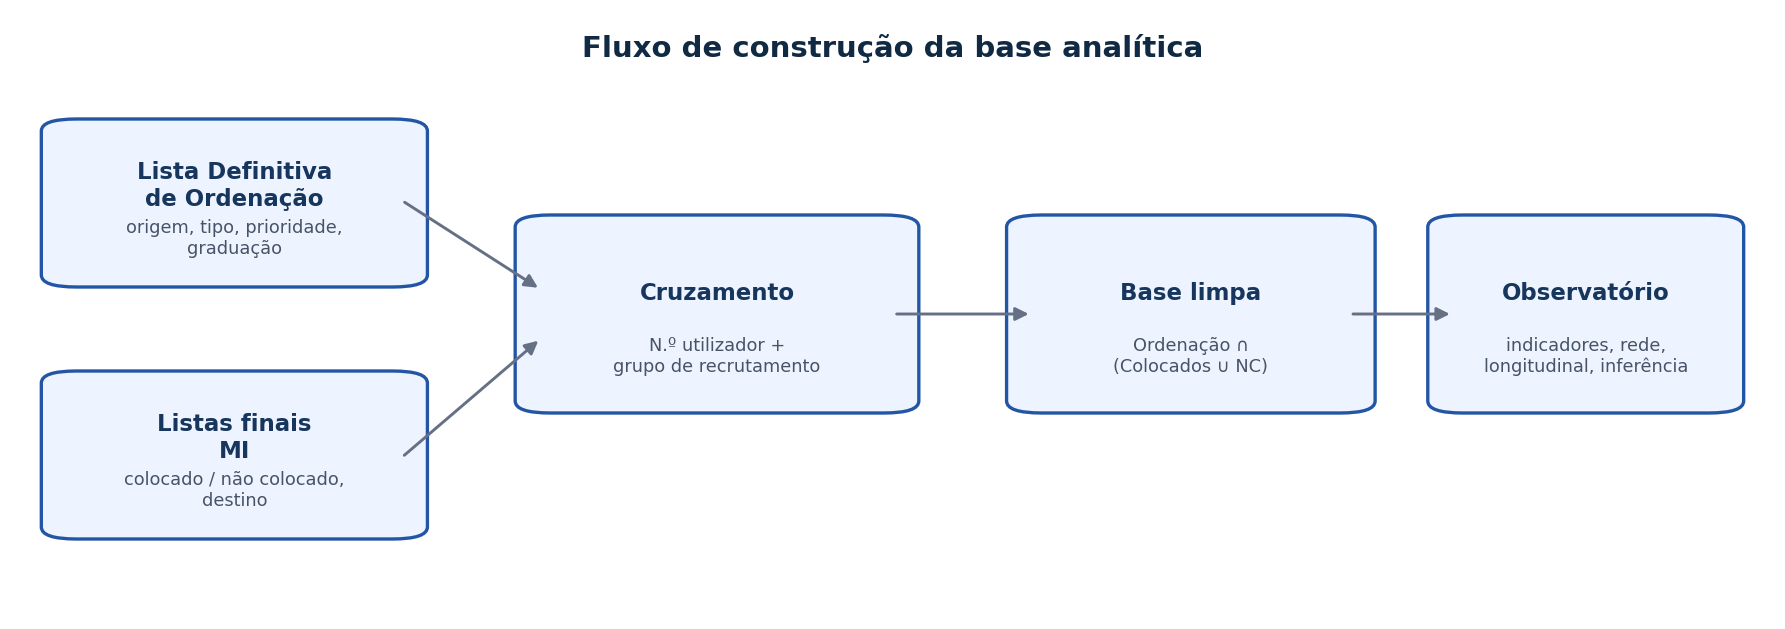 Fluxo de construção da base analítica
Lista Definitiva
de Ordenação
origem, tipo, prioridade,
graduação
Listas finais
MI
colocado / não colocado,
destino
Cruzamento
N.º utilizador +
grupo de recrutamento
Base limpa
Ordenação ∩
(Colocados ∪ NC)
Observatório
indicadores, rede,
longitudinal, inferência